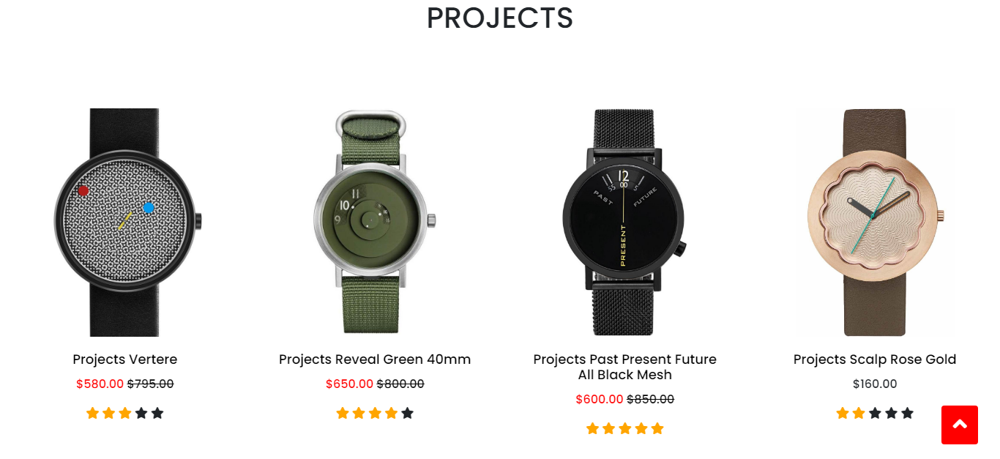 PROJECTS
11
10
9
12
00
55
5
PAST
FUTURE
PRESENT
Projects Vertere
Projects Reveal Green 40mm
Projects Past Present Future
All Black Mesh
Projects Scalp Rose Gold
$580.00 $795.00
$650.00 $800.00
$600.00 $850.00
$160.00